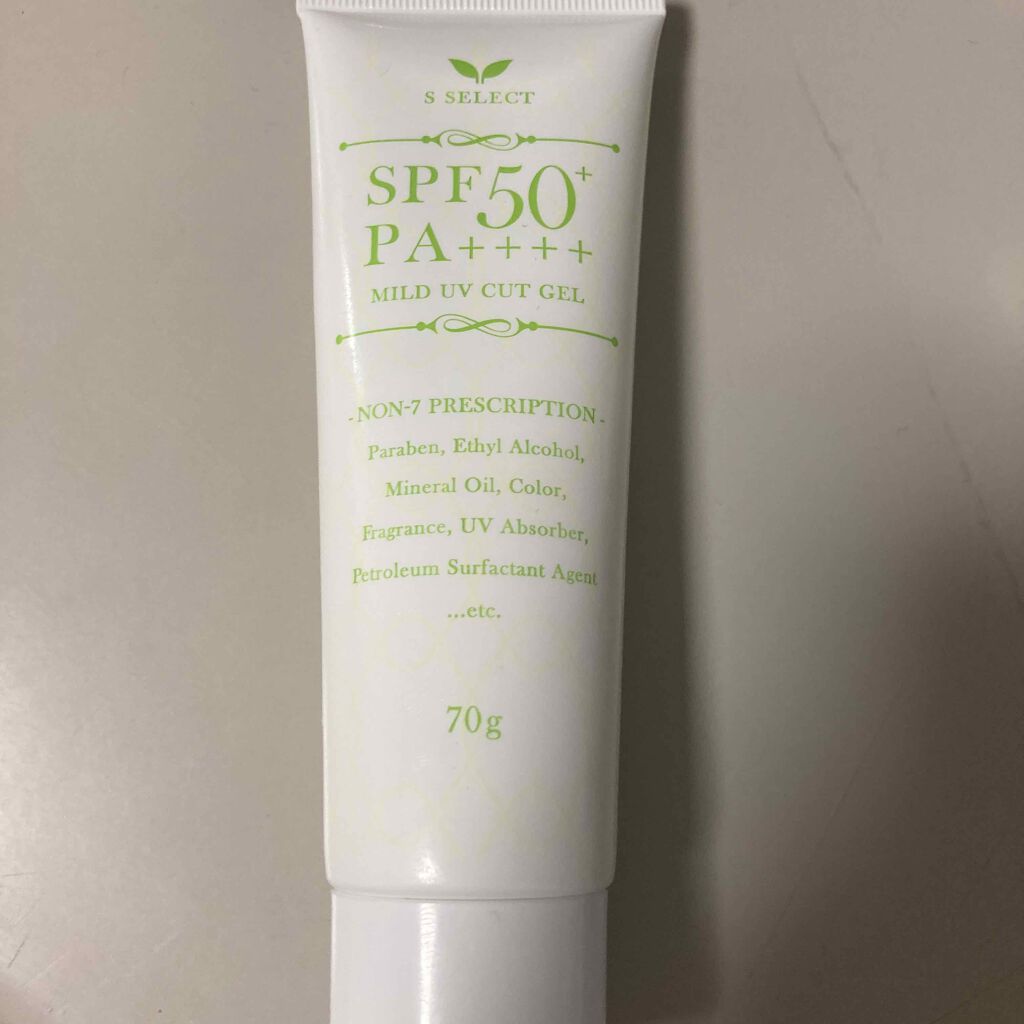 S SELECT
SPF50+
PA++++
MILD UV CUT GEL
-NON-7 PRESCRIPTION-
Paraben, Ethyl Alcohol,
Mineral Oil, Color,
Fragrance, UV Absorber,
Petroleum Surfactant Agent
...etc.
70g